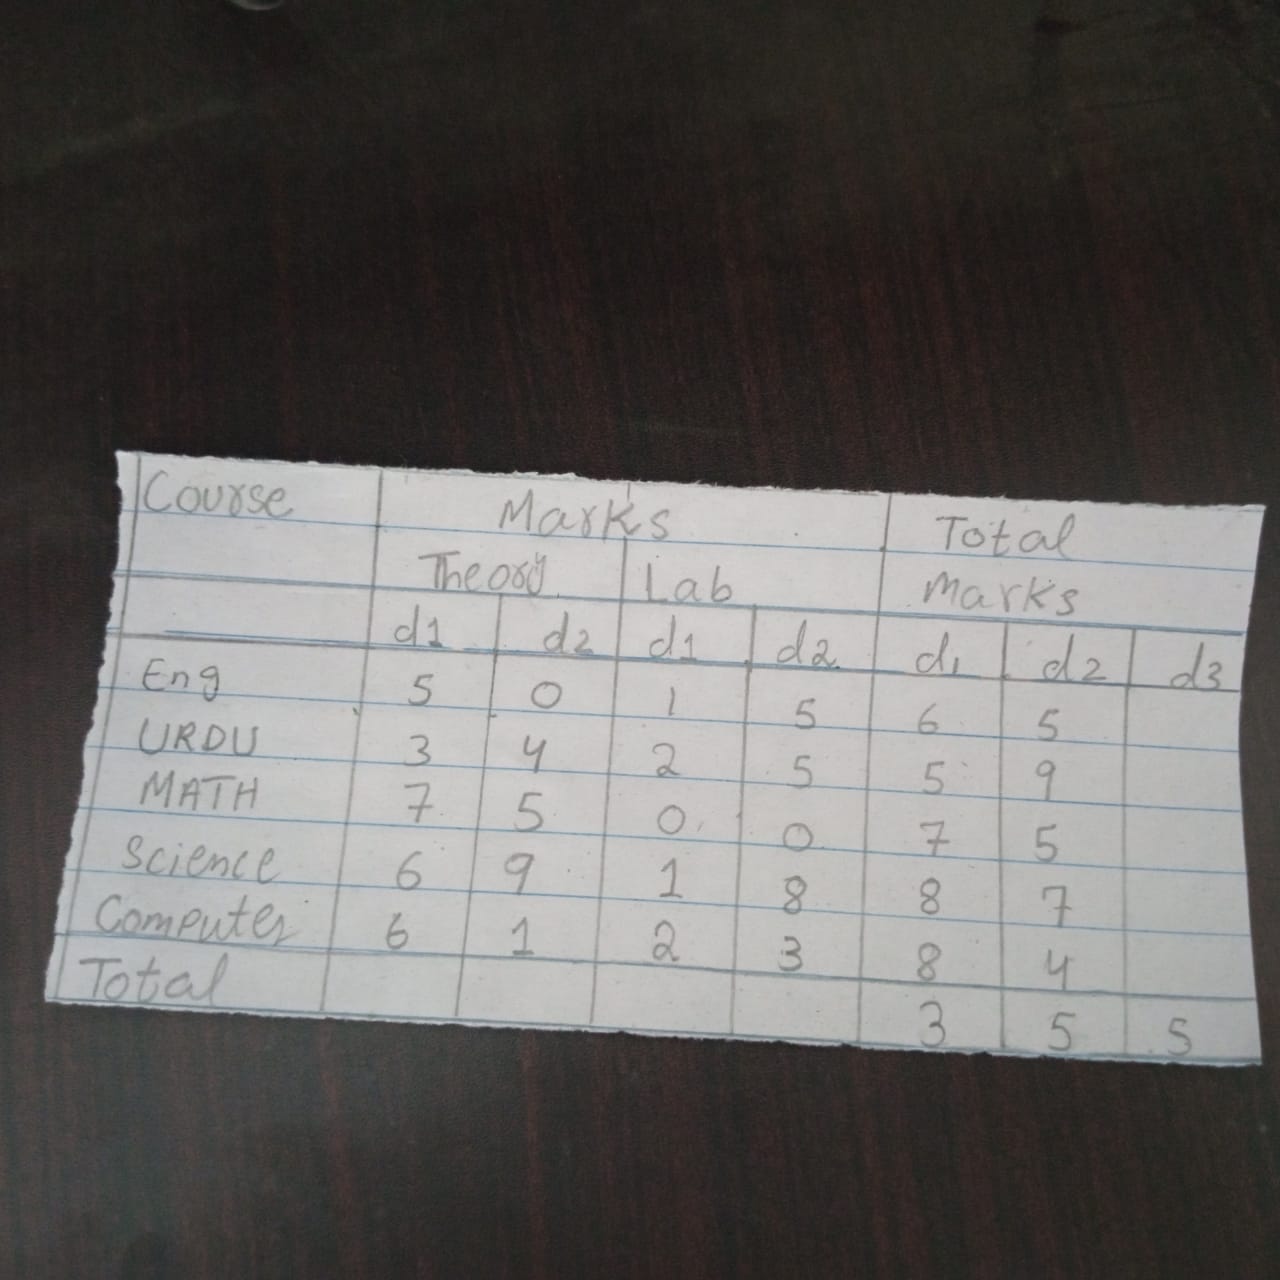 Course Marks Total
Theory Lab Marks
d1 d2 d1 d2 d1 d2 d3
Eng 5 0 1 5 6 5
URDU 3 4 2 5 5 9
MATH 7 5 0 0 7 5
Science 6 9 1 8 8 7
Computer 6 1 2 3 8 4
Total 3 5 5